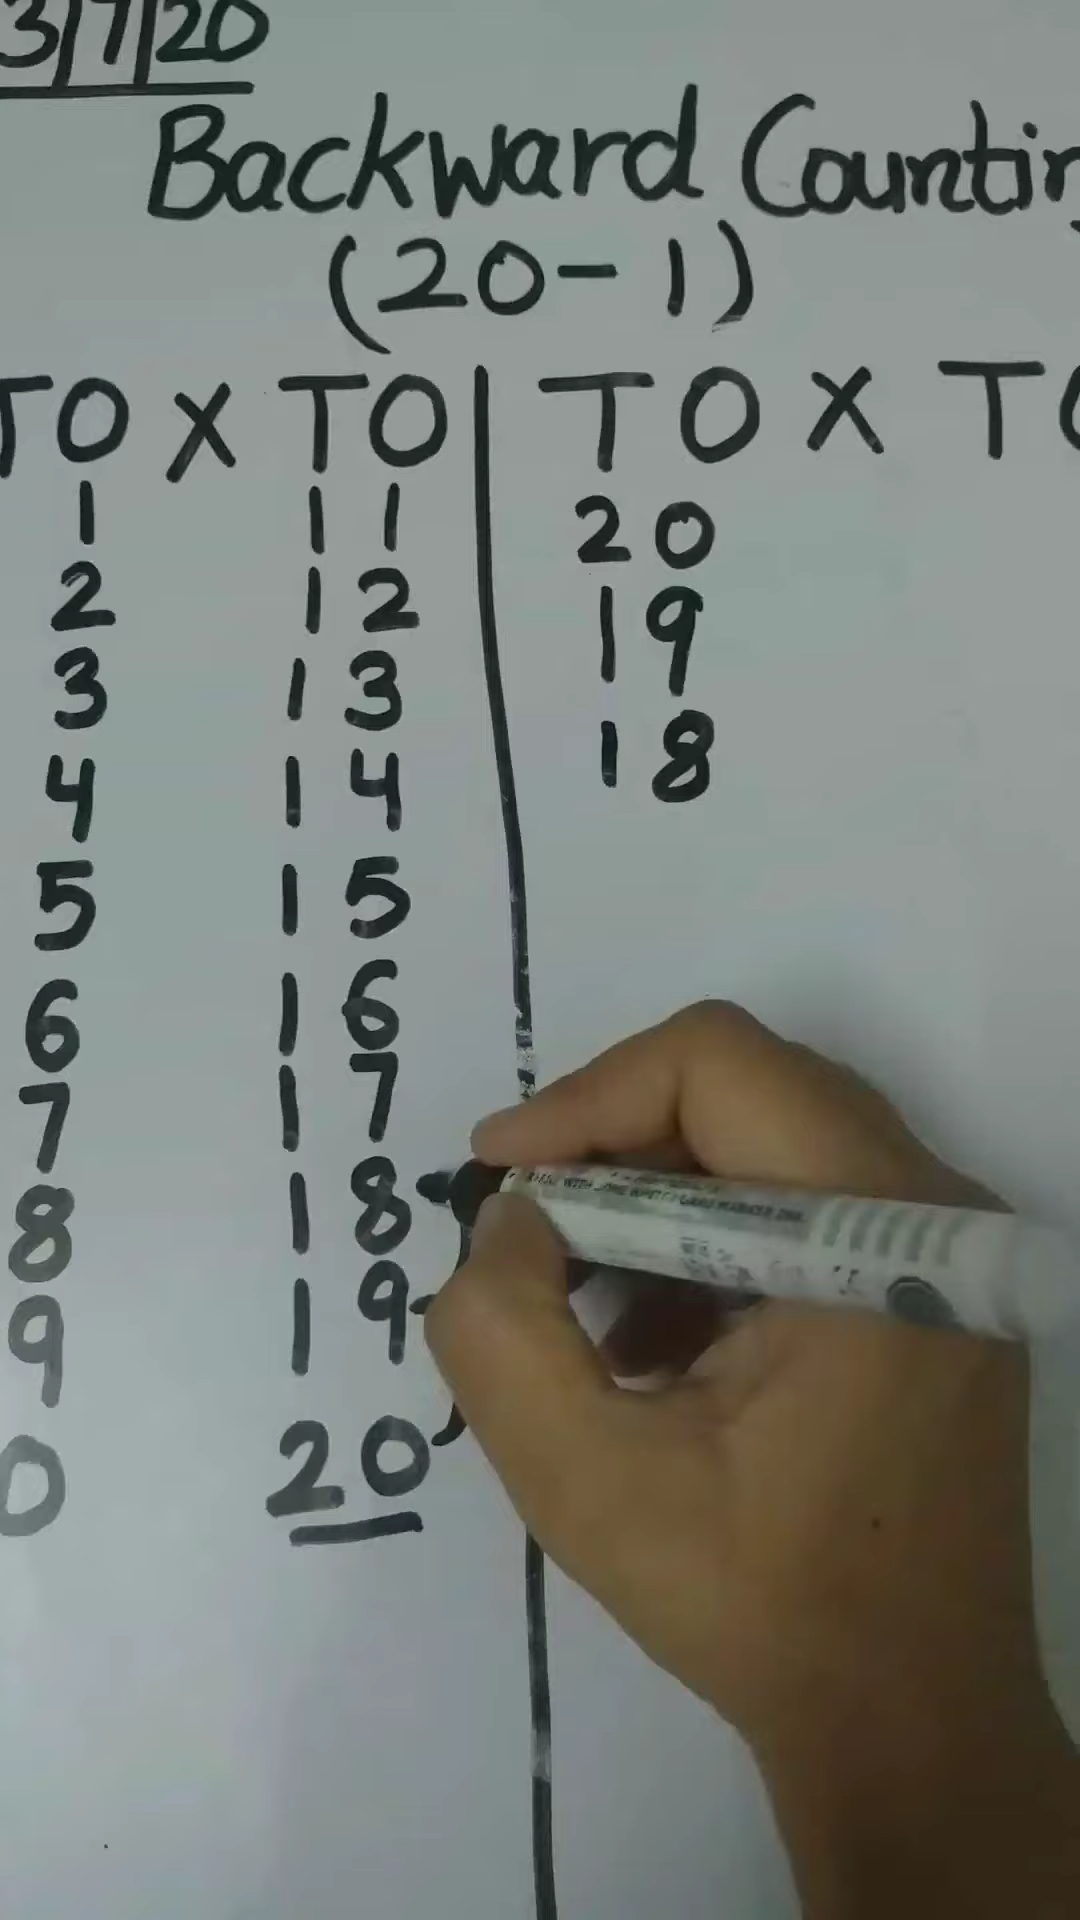 3/7/20
Backward Countin
(20-1)
TO X TO TO X TO
1 11 20
2 12 19
3 13 18
4 14
5 15
6 16
7 17
8 18
9 19
0 20